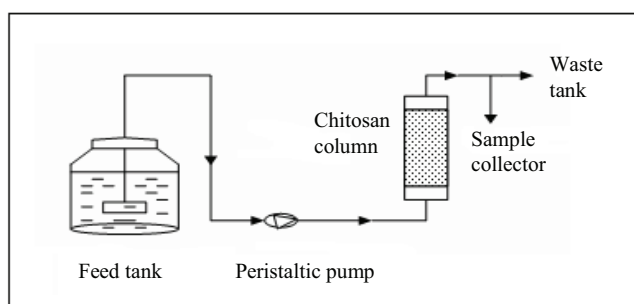 Waste
tank
Chitosan
column
Sample
collector
Feed tank
Peristaltic pump